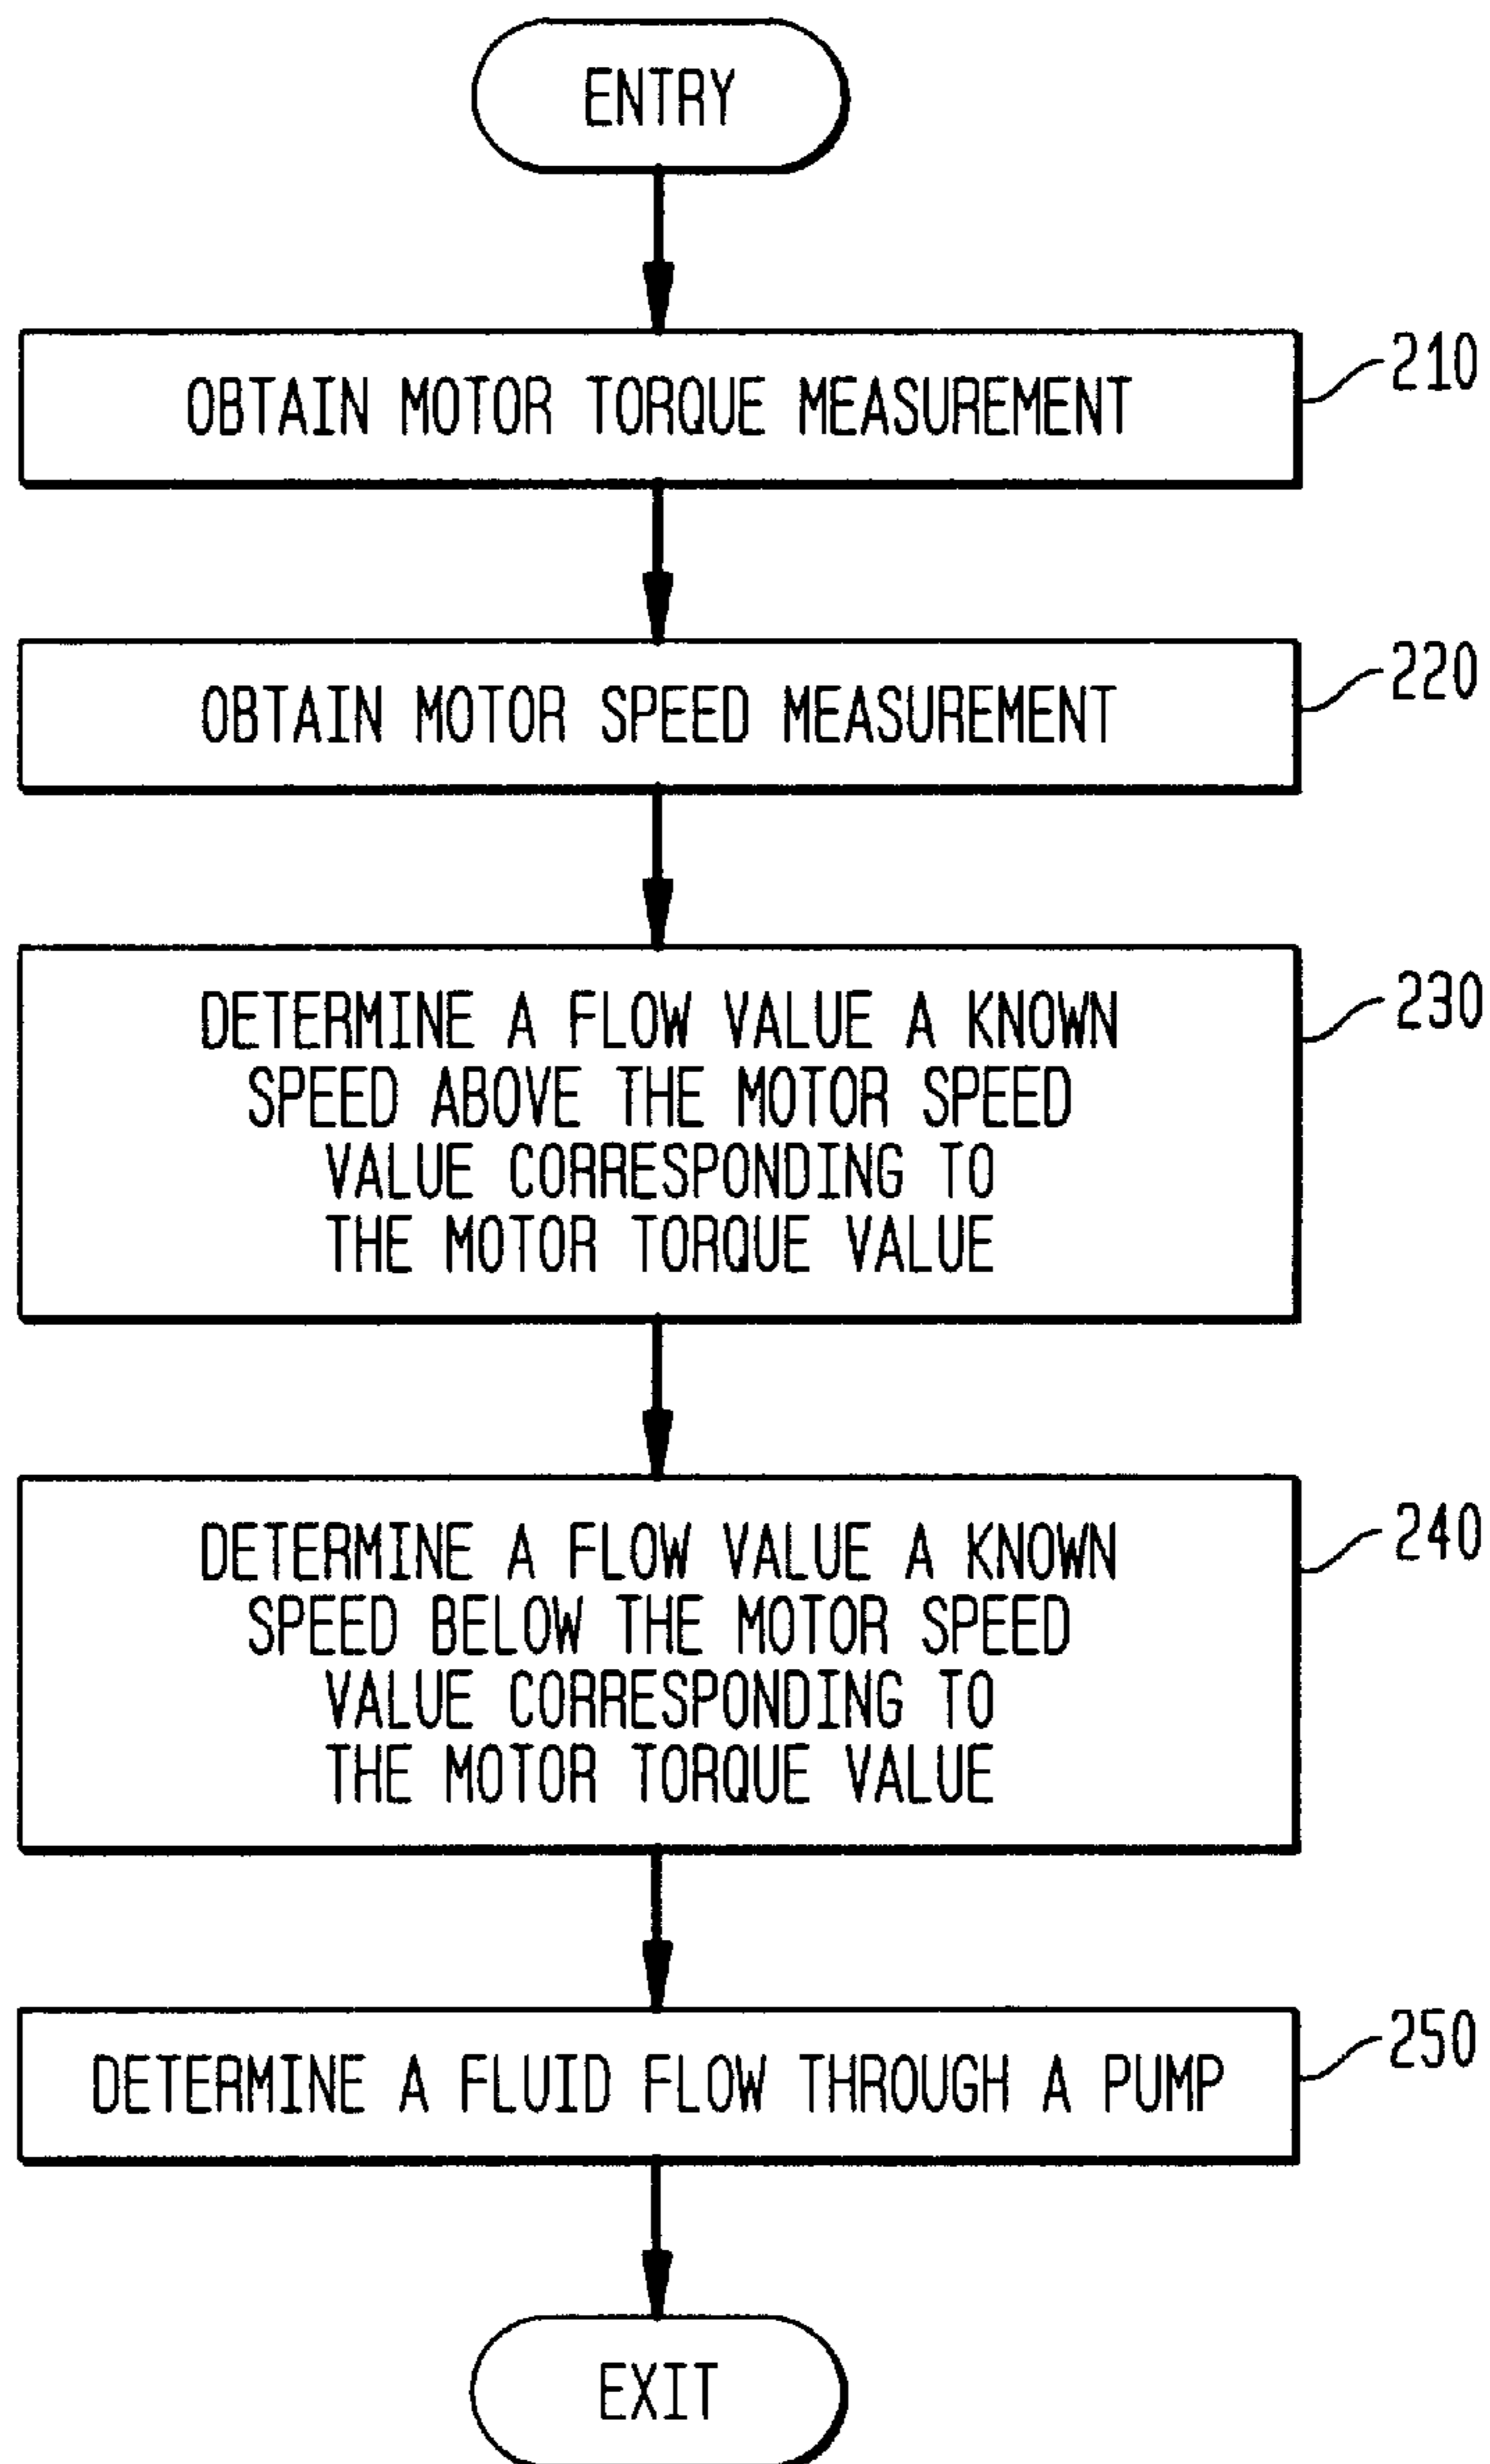 ENTRY
OBTAIN MOTOR TORQUE MEASUREMENT
210
OBTAIN MOTOR SPEED MEASUREMENT
220
DETERMINE A FLOW VALUE A KNOWN
SPEED ABOVE THE MOTOR SPEED
VALUE CORRESPONDING TO
THE MOTOR TORQUE VALUE
230
DETERMINE A FLOW VALUE A KNOWN
SPEED BELOW THE MOTOR SPEED
VALUE CORRESPONDING TO
THE MOTOR TORQUE VALUE
240
DETERMINE A FLUID FLOW THROUGH A PUMP
250
EXIT